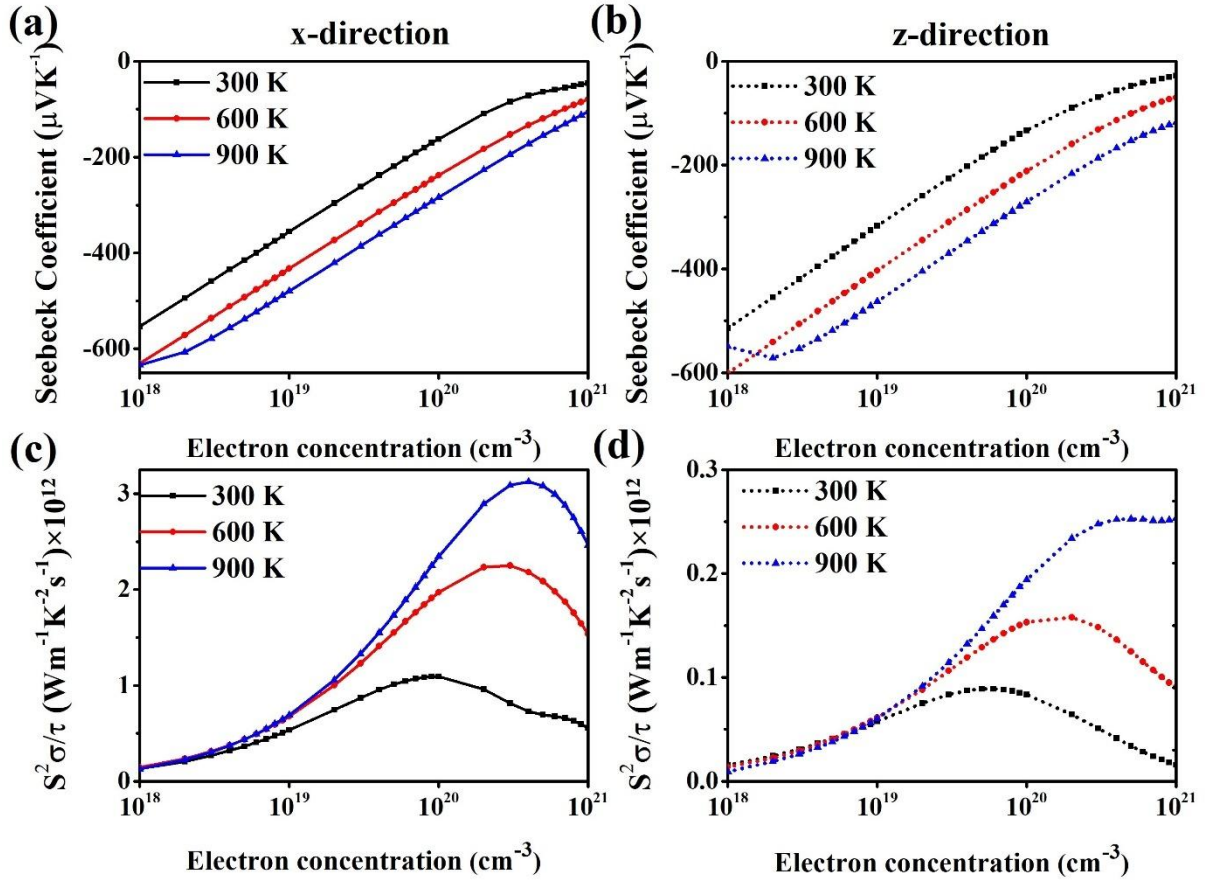 (a)
x-direction
Seebeck Coefficient (μVK⁻¹)
0
-200
-400
-600
300 K
600 K
900 K
10¹⁸
10¹⁹
10²⁰
10²¹
Electron concentration (cm⁻³)
(b)
z-direction
Seebeck Coefficient (μVK⁻¹)
0
-200
-400
-600
300 K
600 K
900 K
10¹⁸
10¹⁹
10²⁰
10²¹
Electron concentration (cm⁻³)
(c)
S²σ/τ (Wm⁻¹K⁻²s⁻¹)×10¹²
3
2
1
0
300 K
600 K
900 K
10¹⁸
10¹⁹
10²⁰
10²¹
Electron concentration (cm⁻³)
(d)
S²σ/τ (Wm⁻¹K⁻²s⁻¹)×10¹²
0.3
0.2
0.1
0.0
300 K
600 K
900 K
10¹⁸
10¹⁹
10²⁰
10²¹
Electron concentration (cm⁻³)